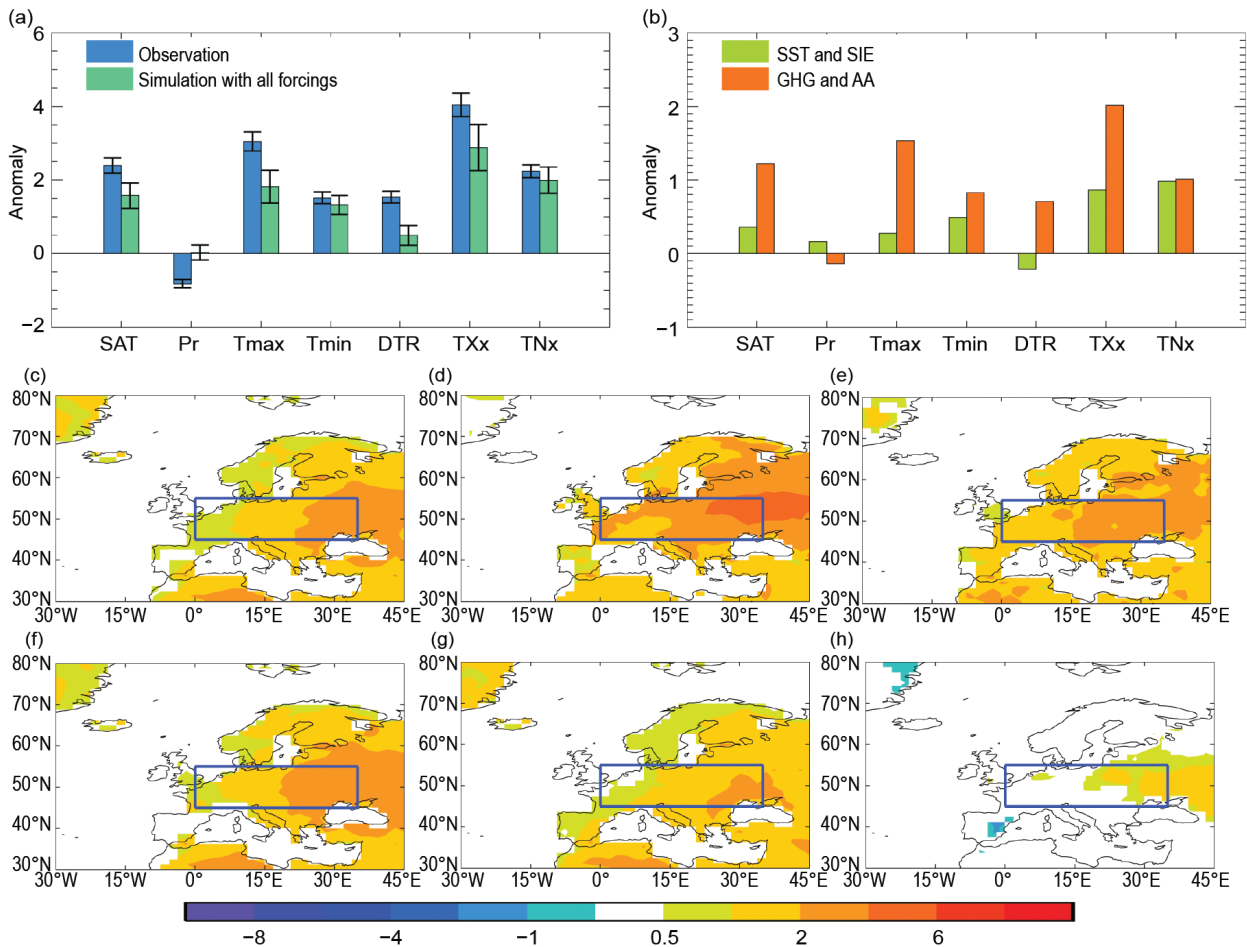 (a)
6
4
2
0
−2
Anomaly
Observation
Simulation with all forcings
SAT Pr Tmax Tmin DTR TXx TNx
(b)
3
2
1
0
−1
Anomaly
SST and SIE
GHG and AA
SAT Pr Tmax Tmin DTR TXx TNx
(c)
80°N
70°N
60°N
50°N
40°N
30°N
30°W 15°W 0° 15°E 30°E 45°E
(d)
80°N
70°N
60°N
50°N
40°N
30°N
30°W 15°W 0° 15°E 30°E 45°E
(e)
80°N
70°N
60°N
50°N
40°N
30°N
30°W 15°W 0° 15°E 30°E 45°E
(f)
80°N
70°N
60°N
50°N
40°N
30°N
30°W 15°W 0° 15°E 30°E 45°E
(g)
80°N
70°N
60°N
50°N
40°N
30°N
30°W 15°W 0° 15°E 30°E 45°E
(h)
80°N
70°N
60°N
50°N
40°N
30°N
30°W 15°W 0° 15°E 30°E 45°E
−8 −4 −1 0.5 2 6